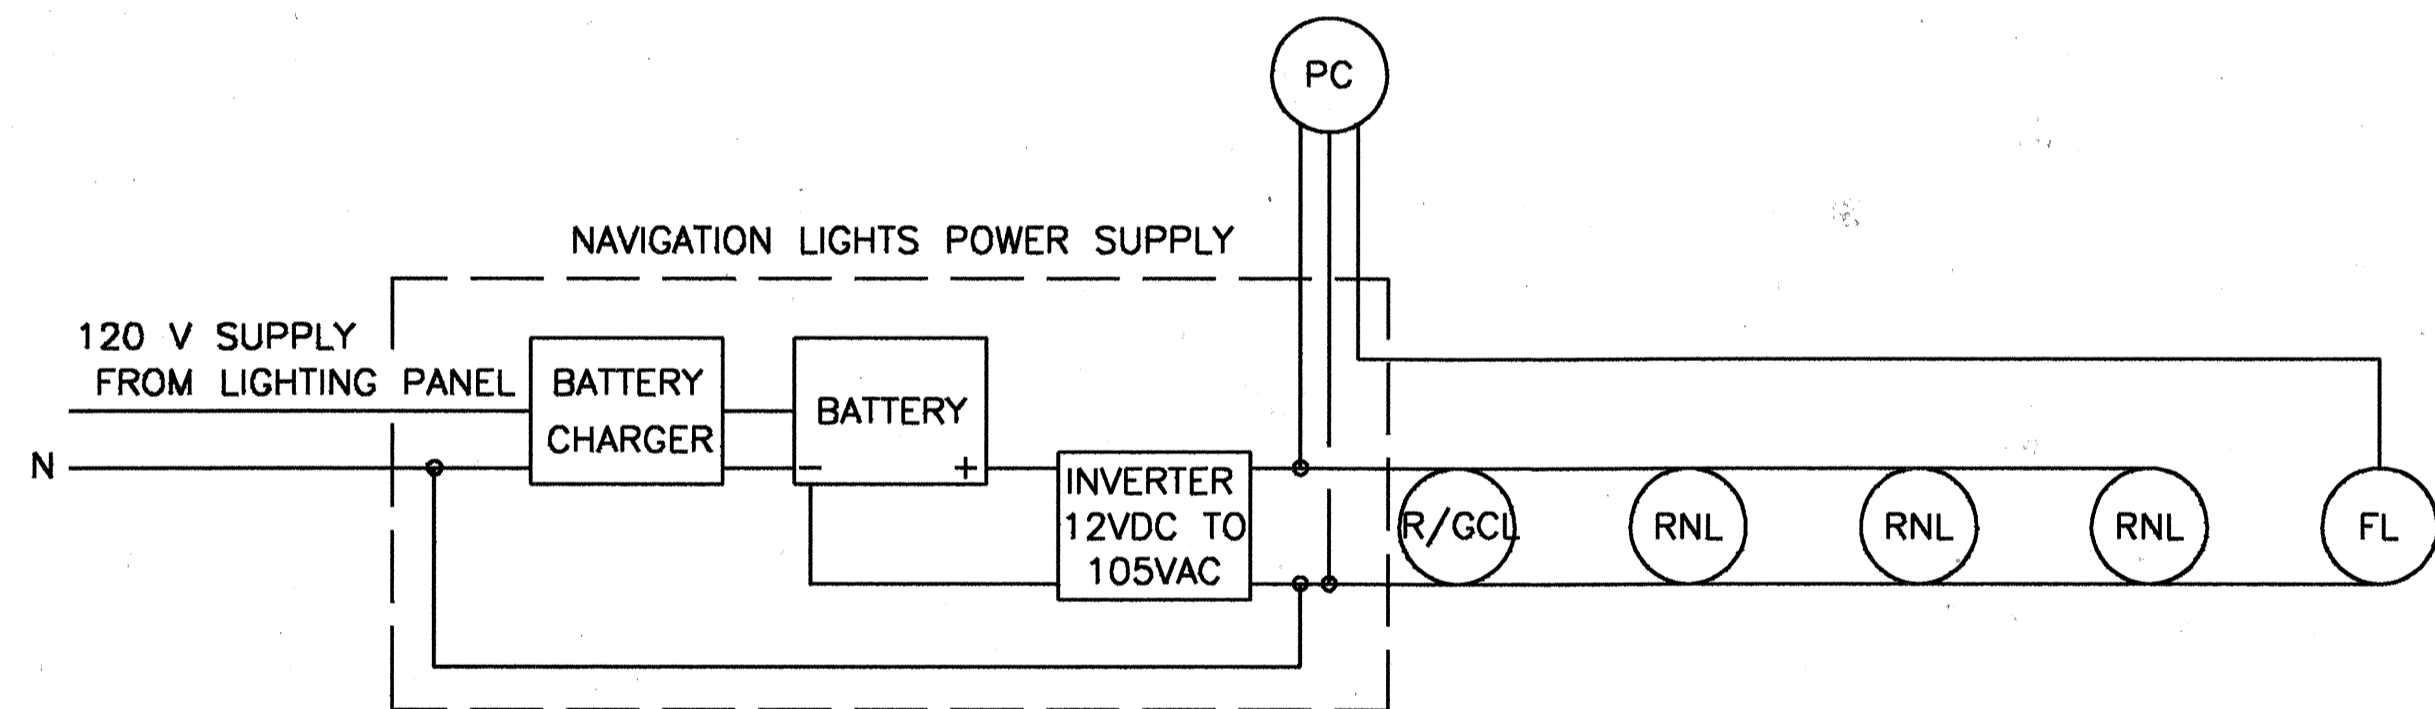 PC
NAVIGATION LIGHTS POWER SUPPLY
120 V SUPPLY
FROM LIGHTING PANEL
N
BATTERY
CHARGER
BATTERY
-
+
INVERTER
12VDC TO
105VAC
R/GCL
RNL
RNL
RNL
FL